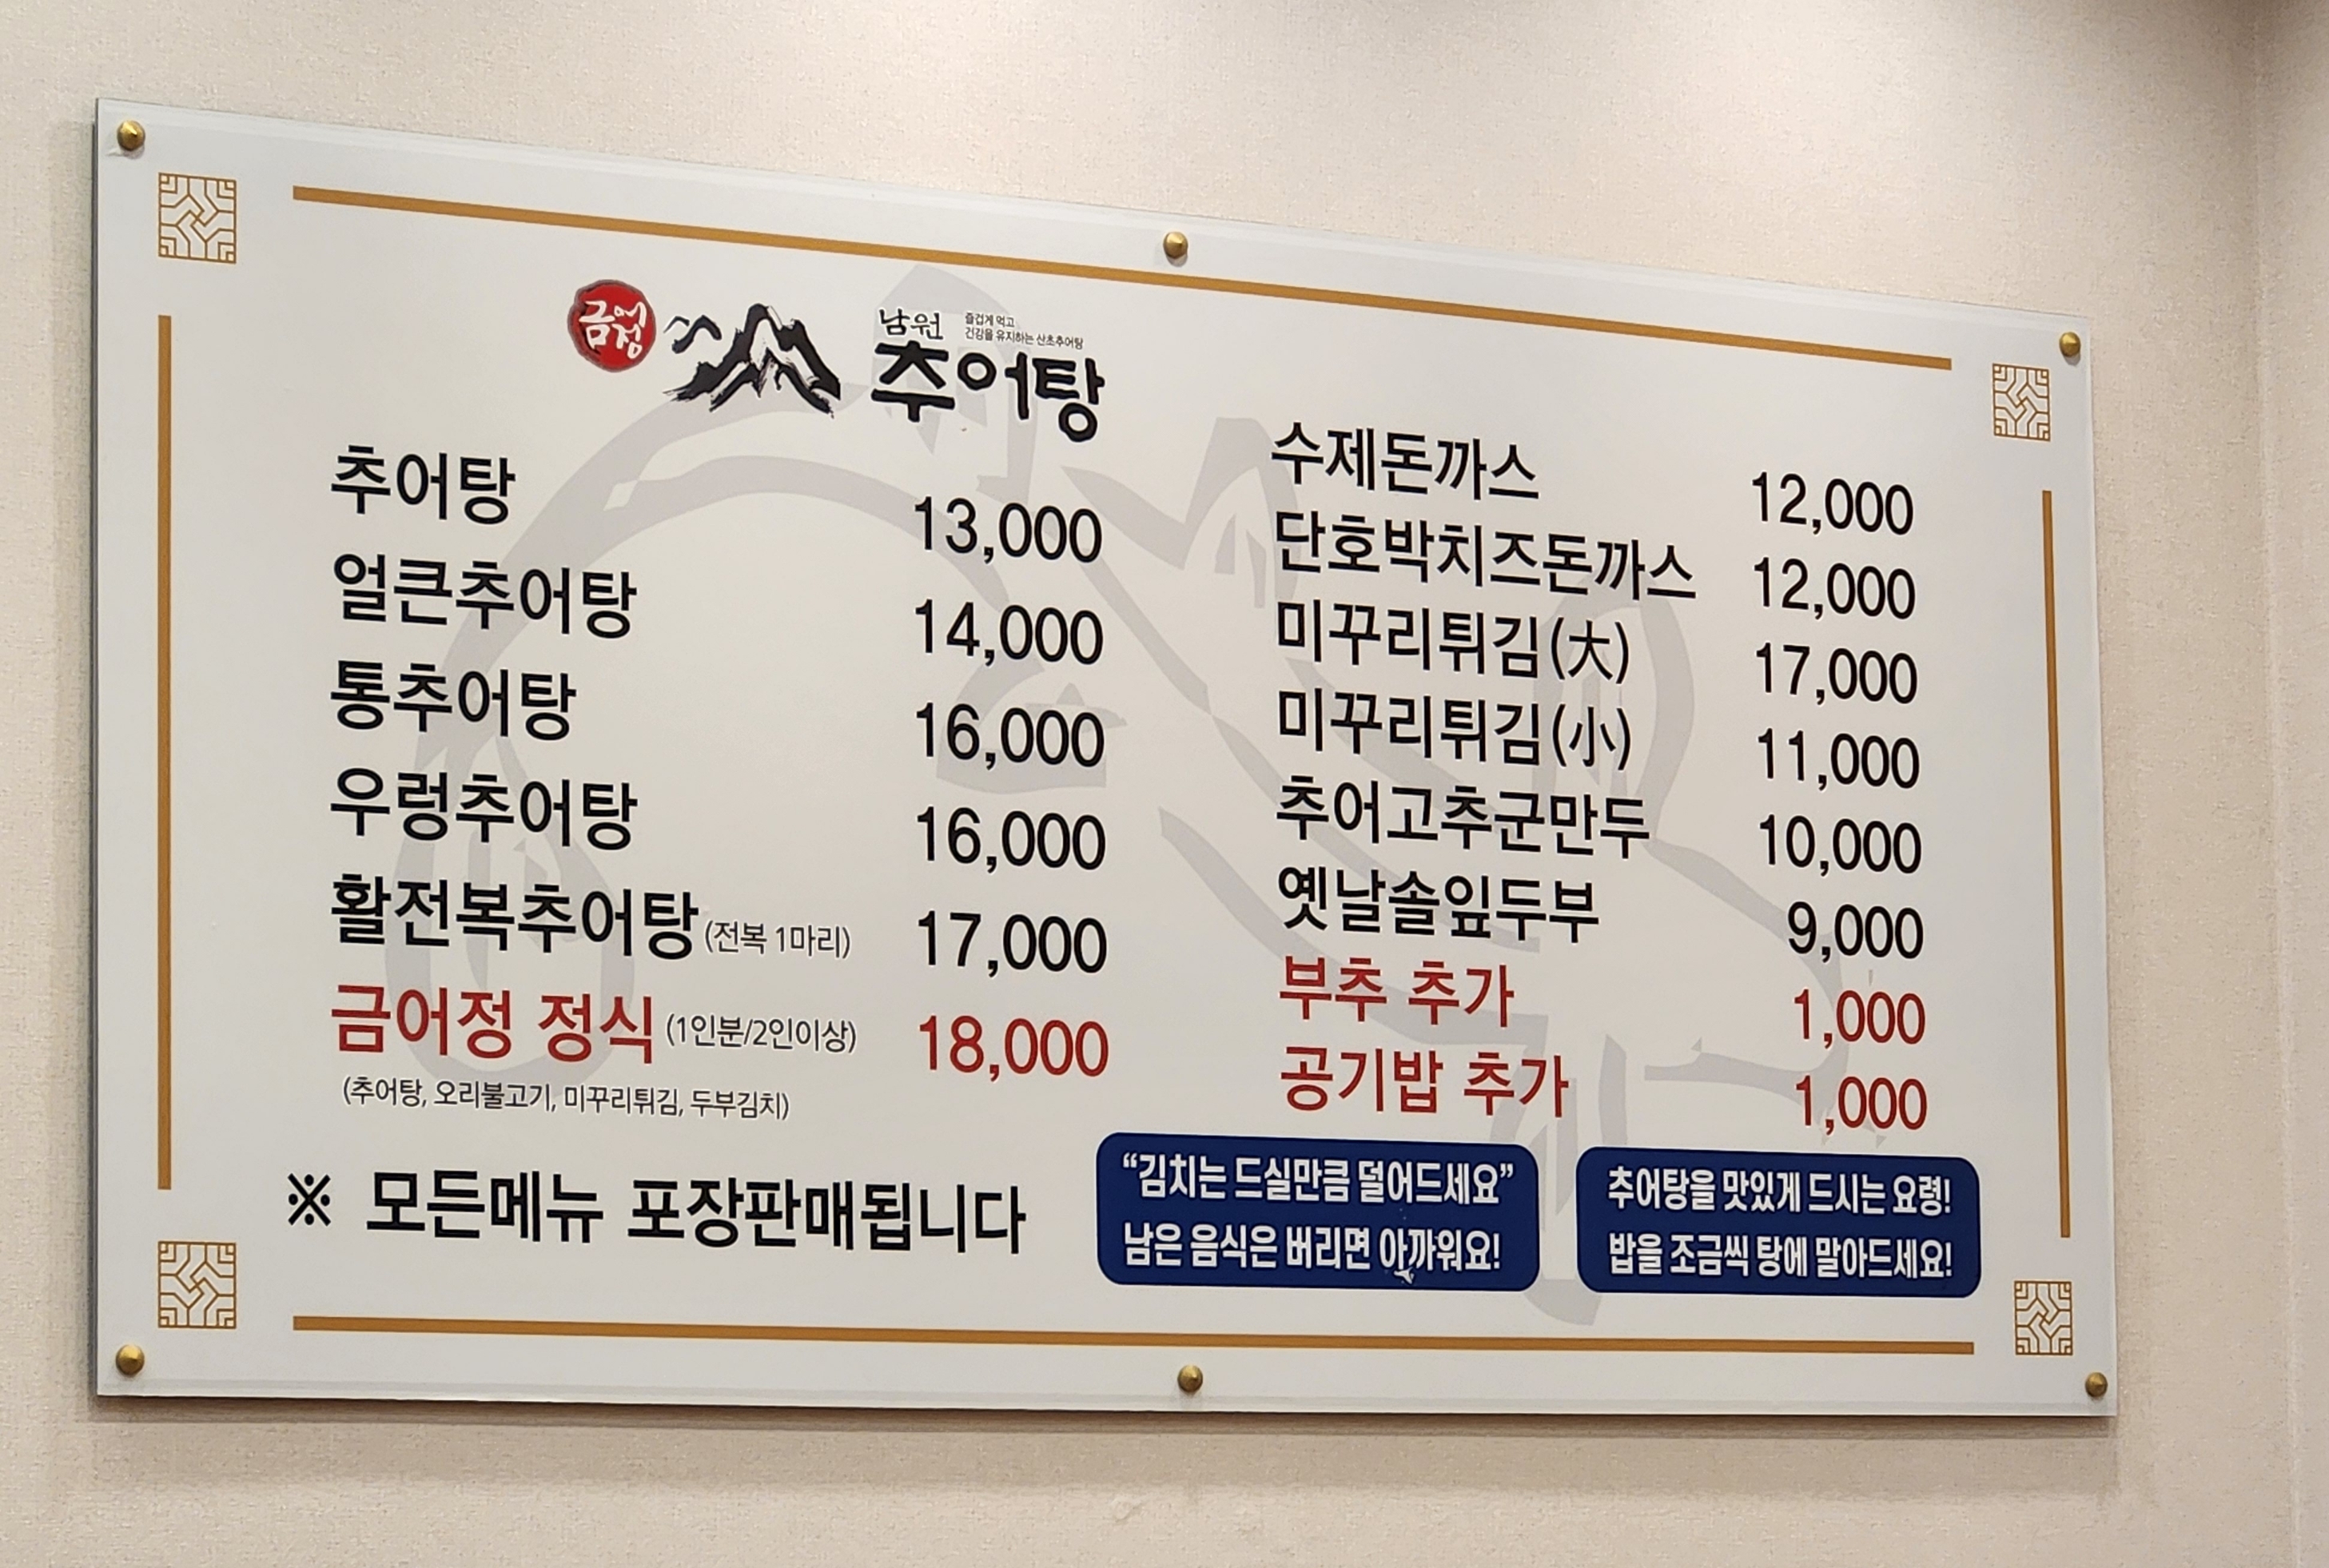 금어정
남원
즐겁게 먹고
건강을 유지하는 산초추어탕
추어탕
추어탕 13,000
얼큰추어탕 14,000
통추어탕 16,000
우렁추어탕 16,000
활전복추어탕 (전복 1마리) 17,000
금어정 정식 (1인분/2인이상) 18,000
(추어탕, 오리불고기, 미꾸리튀김, 두부김치)
수제돈까스 12,000
단호박치즈돈까스 12,000
미꾸리튀김(大) 17,000
미꾸리튀김(小) 11,000
추어고추군만두 10,000
옛날솔잎두부 9,000
부추 추가 1,000
공기밥 추가 1,000
※ 모든메뉴 포장판매됩니다
“김치는 드실만큼 덜어드세요”
남은 음식은 버리면 아까워요!
추어탕을 맛있게 드시는 요령!
밥을 조금씩 탕에 말아드세요!